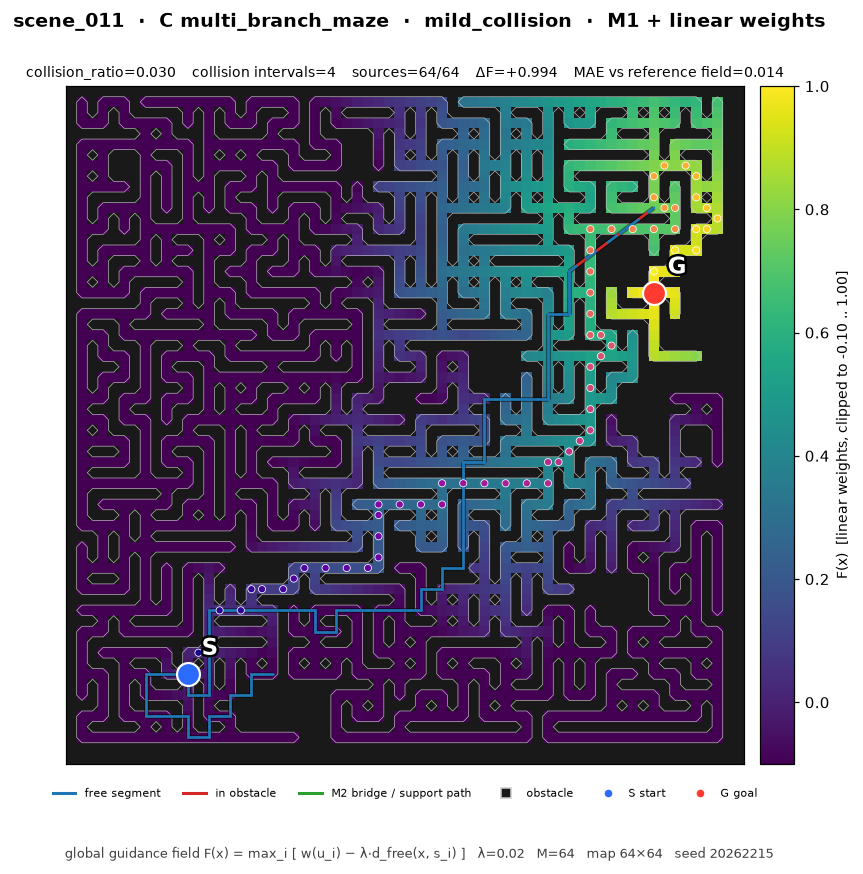 scene_011 · C multi_branch_maze · mild_collision · M1 + linear weights
collision_ratio=0.030 collision intervals=4 sources=64/64 ΔF=+0.994 MAE vs reference field=0.014
1.0
0.8
0.6
0.4
0.2
0.0
F(x) [linear weights, clipped to -0.10 .. 1.00]
G
S
free segment
in obstacle
M2 bridge / support path
obstacle
S start
G goal
global guidance field F(x) = max_i [ w(u_i) − λ·d_free(x, s_i) ] λ=0.02 M=64 map 64×64 seed 20262215